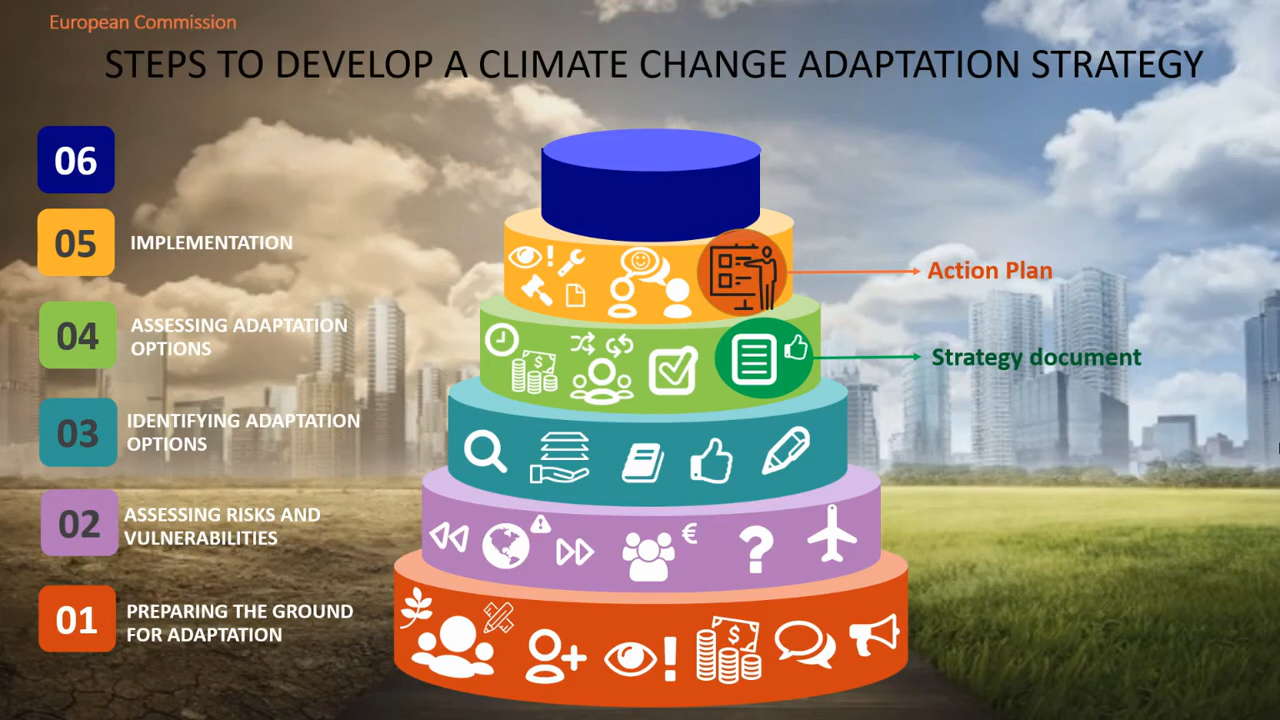 European Commission
STEPS TO DEVELOP A CLIMATE CHANGE ADAPTATION STRATEGY
06
05
IMPLEMENTATION
Action Plan
04
ASSESSING ADAPTATION
OPTIONS
Strategy document
03
IDENTIFYING ADAPTATION
OPTIONS
02
ASSESSING RISKS AND
VULNERABILITIES
01
PREPARING THE GROUND
FOR ADAPTATION